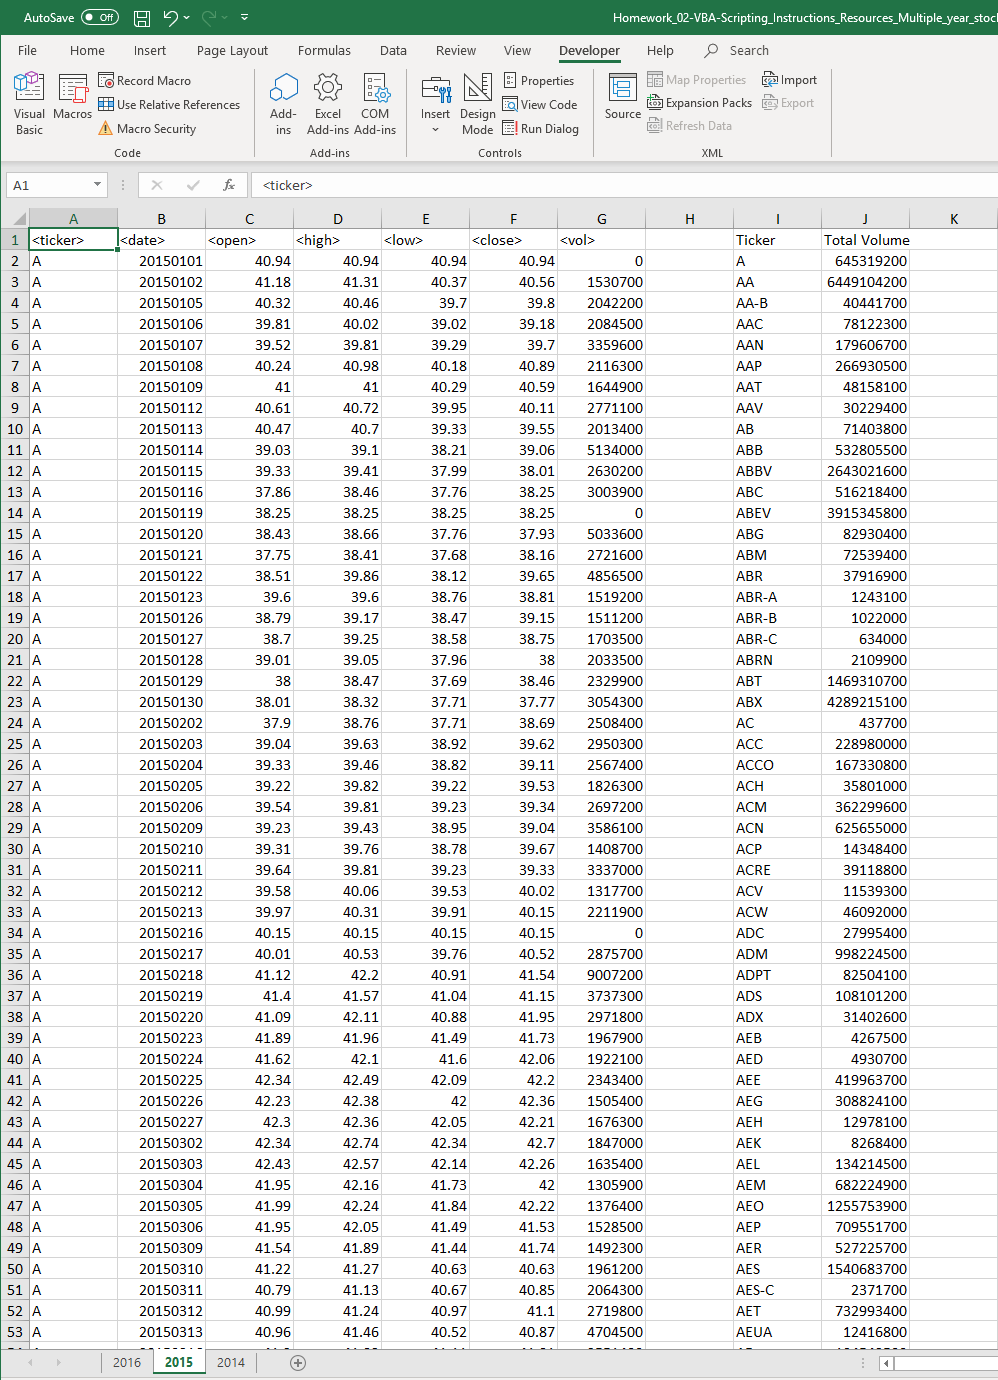 AutoSave Off Homework_02-VBA-Scripting_Instructions_Resources_Multiple_year_stoc
File Home Insert Page Layout Formulas Data Review View Developer Help Search
Visual Basic Macros Record Macro Use Relative References Macro Security
Add-ins Excel Add-ins COM Add-ins
Insert Design Mode Properties View Code Run Dialog
Source Map Properties Expansion Packs Refresh Data Import Export
Code Add-ins Controls XML
A1 fx <ticker>
A B C D E F G H I J K
1 <ticker> <date> <open> <high> <low> <close> <vol> Ticker Total Volume
2 A 20150101 40.94 40.94 40.94 40.94 0 A 645319200
3 A 20150102 41.18 41.31 40.37 40.56 1530700 AA 6449104200
4 A 20150105 40.32 40.46 39.7 39.8 2042200 AA-B 40441700
5 A 20150106 39.81 40.02 39.02 39.18 2084500 AAC 78122300
6 A 20150107 39.52 39.81 39.29 39.7 3359600 AAN 179606700
7 A 20150108 40.24 40.98 40.18 40.89 2116300 AAP 266930500
8 A 20150109 41 41 40.29 40.59 1644900 AAT 48158100
9 A 20150112 40.61 40.72 39.95 40.11 2771100 AAV 30229400
10 A 20150113 40.47 40.7 39.33 39.55 2013400 AB 71403800
11 A 20150114 39.03 39.1 38.21 39.06 5134000 ABB 532805500
12 A 20150115 39.33 39.41 37.99 38.01 2630200 ABBV 2643021600
13 A 20150116 37.86 38.46 37.76 38.25 3003900 ABC 516218400
14 A 20150119 38.25 38.25 38.25 38.25 0 ABEV 3915345800
15 A 20150120 38.43 38.66 37.76 37.93 5033600 ABG 82930400
16 A 20150121 37.75 38.41 37.68 38.16 2721600 ABM 72539400
17 A 20150122 38.51 39.86 38.12 39.65 4856500 ABR 37916900
18 A 20150123 39.6 39.6 38.76 38.81 1519200 ABR-A 1243100
19 A 20150126 38.79 39.17 38.47 39.15 1511200 ABR-B 1022000
20 A 20150127 38.7 39.25 38.58 38.75 1703500 ABR-C 634000
21 A 20150128 39.01 39.05 37.96 38 2033500 ABRN 2109900
22 A 20150129 38 38.47 37.69 38.46 2329900 ABT 1469310700
23 A 20150130 38.01 38.32 37.71 37.77 3054300 ABX 4289215100
24 A 20150202 37.9 38.76 37.71 38.69 2508400 AC 437700
25 A 20150203 39.04 39.63 38.92 39.62 2950300 ACC 228980000
26 A 20150204 39.33 39.46 38.82 39.11 2567400 ACCO 167330800
27 A 20150205 39.22 39.82 39.22 39.53 1826300 ACH 35801000
28 A 20150206 39.54 39.81 39.23 39.34 2697200 ACM 362299600
29 A 20150209 39.23 39.43 38.95 39.04 3586100 ACN 625655000
30 A 20150210 39.31 39.76 38.78 39.67 1408700 ACP 14348400
31 A 20150211 39.64 39.81 39.23 39.33 3337000 ACRE 39118800
32 A 20150212 39.58 40.06 39.53 40.02 1317700 ACV 11539300
33 A 20150213 39.97 40.31 39.91 40.15 2211900 ACW 46092000
34 A 20150216 40.15 40.15 40.15 40.15 0 ADC 27995400
35 A 20150217 40.01 40.53 39.76 40.52 2875700 ADM 998224500
36 A 20150218 41.12 42.2 40.91 41.54 9007200 ADPT 82504100
37 A 20150219 41.4 41.57 41.04 41.15 3737300 ADS 108101200
38 A 20150220 41.09 42.11 40.88 41.95 2971800 ADX 31402600
39 A 20150223 41.89 41.96 41.49 41.73 1967900 AEB 4267500
40 A 20150224 41.62 42.1 41.6 42.06 1922100 AED 4930700
41 A 20150225 42.34 42.49 42.09 42.2 2343400 AEE 419963700
42 A 20150226 42.23 42.38 42 42.36 1505400 AEG 308824100
43 A 20150227 42.3 42.36 42.05 42.21 1676300 AEH 12978100
44 A 20150302 42.34 42.74 42.34 42.7 1847000 AEK 8268400
45 A 20150303 42.43 42.57 42.14 42.26 1635400 AEL 134214500
46 A 20150304 41.95 42.16 41.73 42 1305900 AEM 682224900
47 A 20150305 41.99 42.24 41.84 42.22 1376400 AEO 1255753900
48 A 20150306 41.95 42.05 41.49 41.53 1528500 AEP 709551700
49 A 20150309 41.54 41.89 41.44 41.74 1492300 AER 527225700
50 A 20150310 41.22 41.27 40.63 40.63 1961200 AES 1540683700
51 A 20150311 40.79 41.13 40.67 40.85 2064300 AES-C 2371700
52 A 20150312 40.99 41.24 40.97 41.1 2719800 AET 732993400
53 A 20150313 40.96 41.46 40.52 40.87 4704500 AEUA 12416800
2016 2015 2014